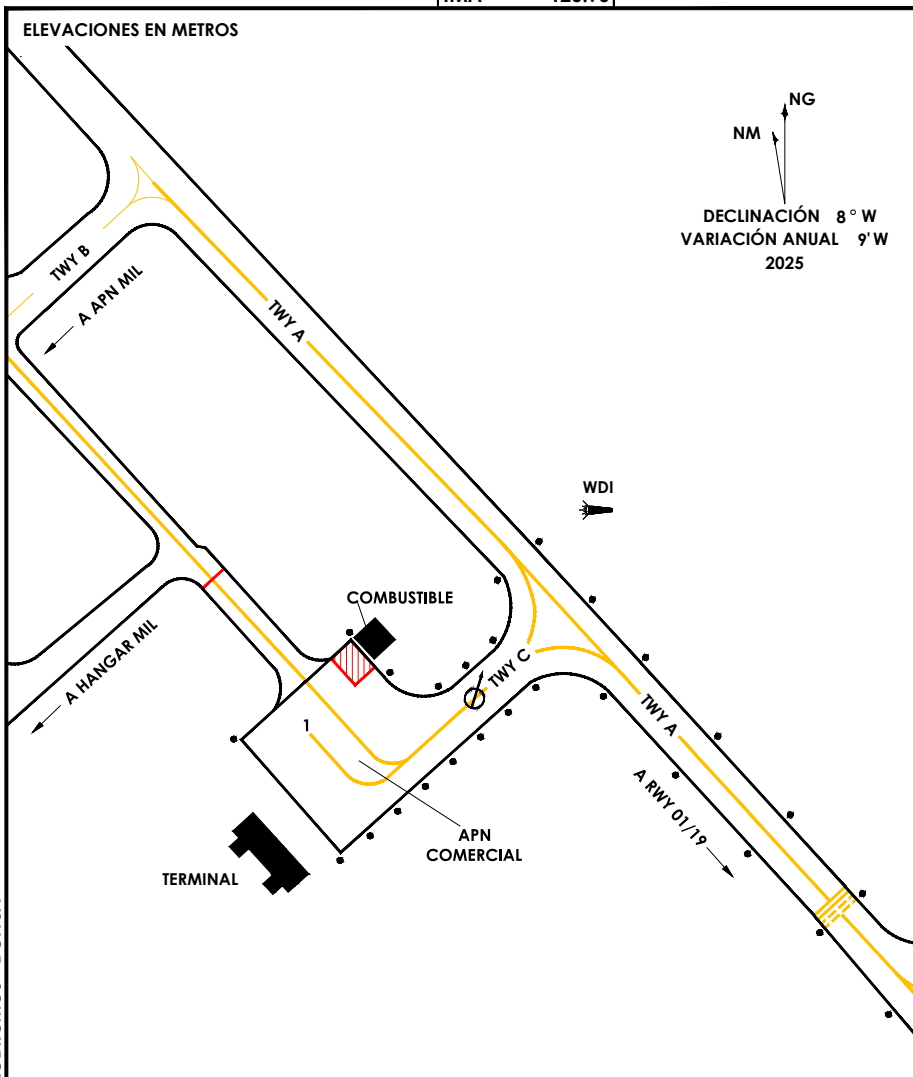 ELEVACIONES EN METROS
NG
NM
DECLINACIÓN 8° W
VARIACIÓN ANUAL 9' W
2025
TWY B
A APN MIL
TWY A
WDI
COMBUSTIBLE
A HANGAR MIL
TWY C
1
TWY A
A RWY 01/19
APN
COMERCIAL
TERMINAL